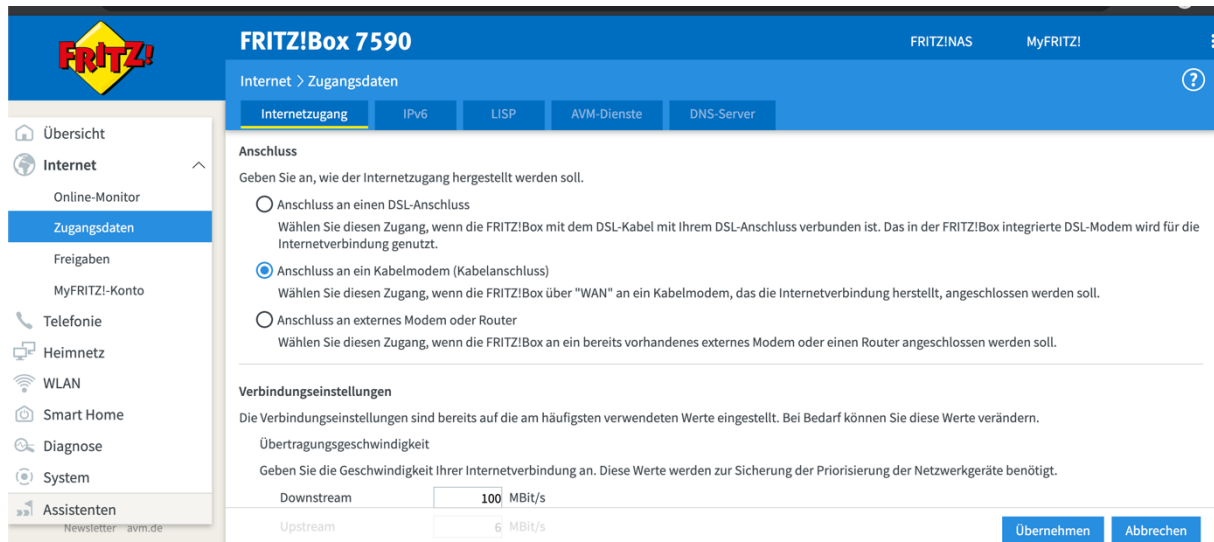 FRITZ!
FRITZ!Box 7590
FRITZ!NAS
MyFRITZ!
Internet > Zugangsdaten
?
Internetzugang
IPv6
LISP
AVM-Dienste
DNS-Server
Übersicht
Internet
Online-Monitor
Zugangsdaten
Freigaben
MyFRITZ!-Konto
Telefonie
Heimnetz
WLAN
Smart Home
Diagnose
System
Assistenten
Newsletter avm.de
Anschluss
Geben Sie an, wie der Internetzugang hergestellt werden soll.
Anschluss an einen DSL-Anschluss
Wählen Sie diesen Zugang, wenn die FRITZ!Box mit dem DSL-Kabel mit Ihrem DSL-Anschluss verbunden ist. Das in der FRITZ!Box integrierte DSL-Modem wird für die
Internetverbindung genutzt.
Anschluss an ein Kabelmodem (Kabelanschluss)
Wählen Sie diesen Zugang, wenn die FRITZ!Box über "WAN" an ein Kabelmodem, das die Internetverbindung herstellt, angeschlossen werden soll.
Anschluss an externes Modem oder Router
Wählen Sie diesen Zugang, wenn die FRITZ!Box an ein bereits vorhandenes externes Modem oder einen Router angeschlossen werden soll.
Verbindungseinstellungen
Die Verbindungseinstellungen sind bereits auf die am häufigsten verwendeten Werte eingestellt. Bei Bedarf können Sie diese Werte verändern.
Übertragungsgeschwindigkeit
Geben Sie die Geschwindigkeit Ihrer Internetverbindung an. Diese Werte werden zur Sicherung der Priorisierung der Netzwerkgeräte benötigt.
Downstream 100 MBit/s
Upstream 6 MBit/s
Übernehmen
Abbrechen